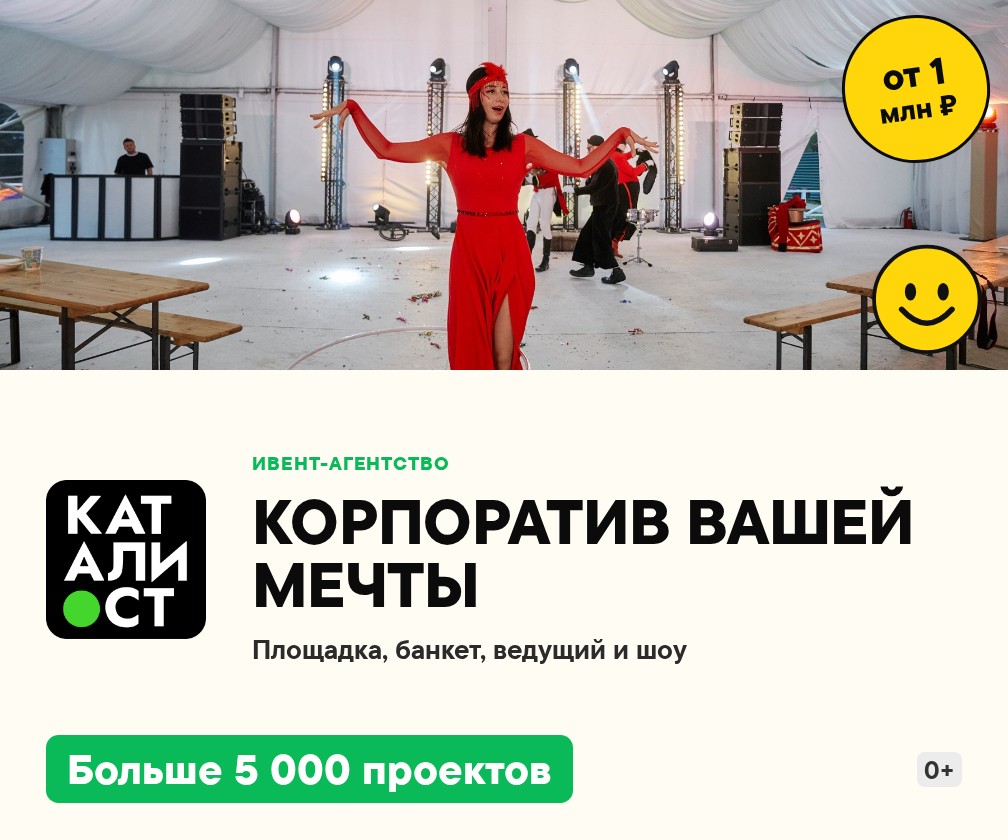 от 1
млн ₽
ИВЕНТ-АГЕНТСТВО
КАТ
АЛИ
СТ
КОРПОРАТИВ ВАШЕЙ
МЕЧТЫ
Площадка, банкет, ведущий и шоу
Больше 5 000 проектов
0+